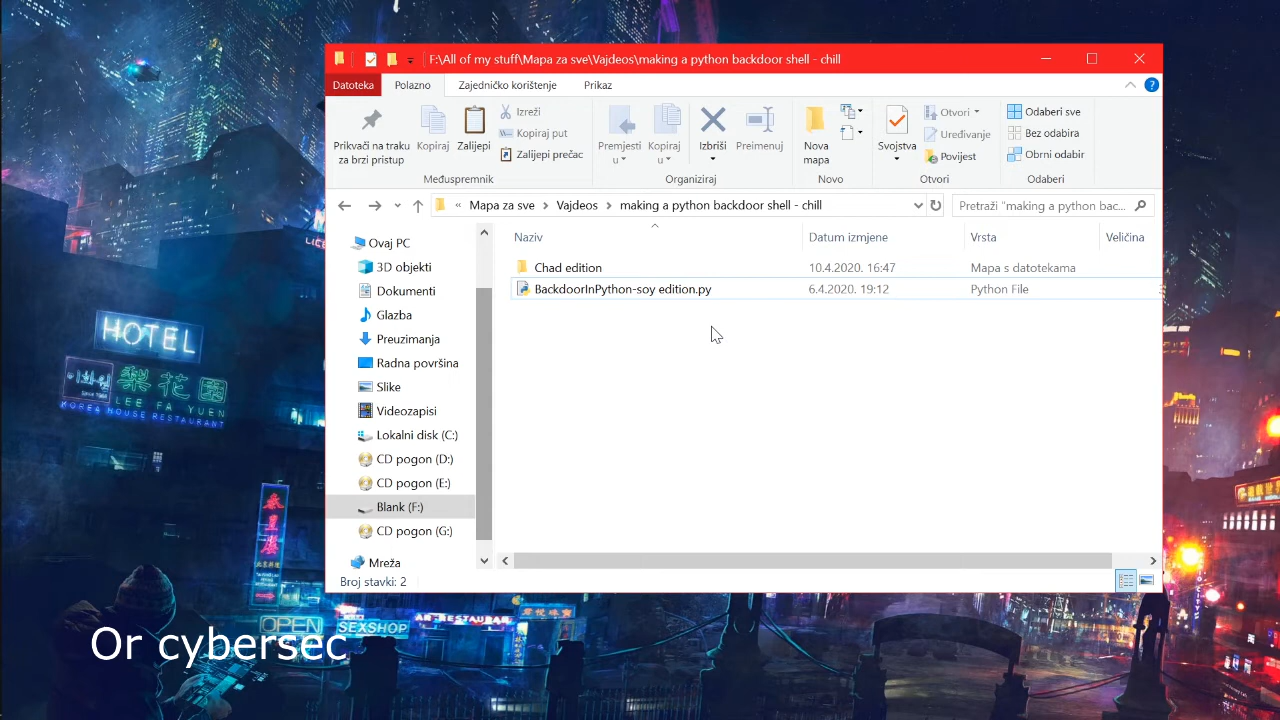 F:\All of my stuff\Mapa za sve\Vajdeos\making a python backdoor shell - chill
Datoteka
Polazno
Zajedničko korištenje
Prikaz
Prikvači na traku
za brzi pristup
Kopiraj
Zalijepi
Izreži
Kopiraj put
Zalijepi prečac
Međuspremnik
Premjesti
u
Kopiraj
u
Izbriši
Preimenuj
Organiziraj
Nova
mapa
Novo
Svojstva
Otvori
Uređivanje
Povijest
Otvori
Odaberi sve
Bez odabira
Obrni odabir
Odaberi
« Mapa za sve > Vajdeos > making a python backdoor shell - chill
Pretraži "making a python bac...
Naziv
Datum izmjene
Vrsta
Veličina
Chad edition
10.4.2020. 16:47
Mapa s datotekama
BackdoorInPython-soy edition.py
6.4.2020. 19:12
Python File
Ovaj PC
3D objekti
Dokumenti
Glazba
Preuzimanja
Radna površina
Slike
Videozapisi
Lokalni disk (C:)
CD pogon (D:)
CD pogon (E:)
Blank (F:)
CD pogon (G:)
Mreža
Broj stavki: 2
HOTEL
梨花園
LEE FA YUEN
KOREA HOUSE RESTAURANT
OPEN
SEXSHOP
Or cybersec